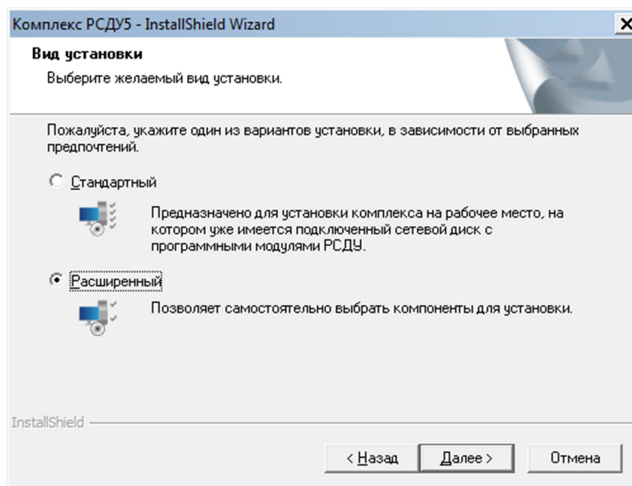 Комплекс РСДУ5 - InstallShield Wizard
Вид установки
Выберите желаемый вид установки.
Пожалуйста, укажите один из вариантов установки, в зависимости от выбранных
предпочтений.
Стандартный
Предназначено для установки комплекса на рабочее место, на
котором уже имеется подключенный сетевой диск с
программными модулями РСДУ.
Расширенный
Позволяет самостоятельно выбрать компоненты для установки.
InstallShield
< Назад
Далее >
Отмена